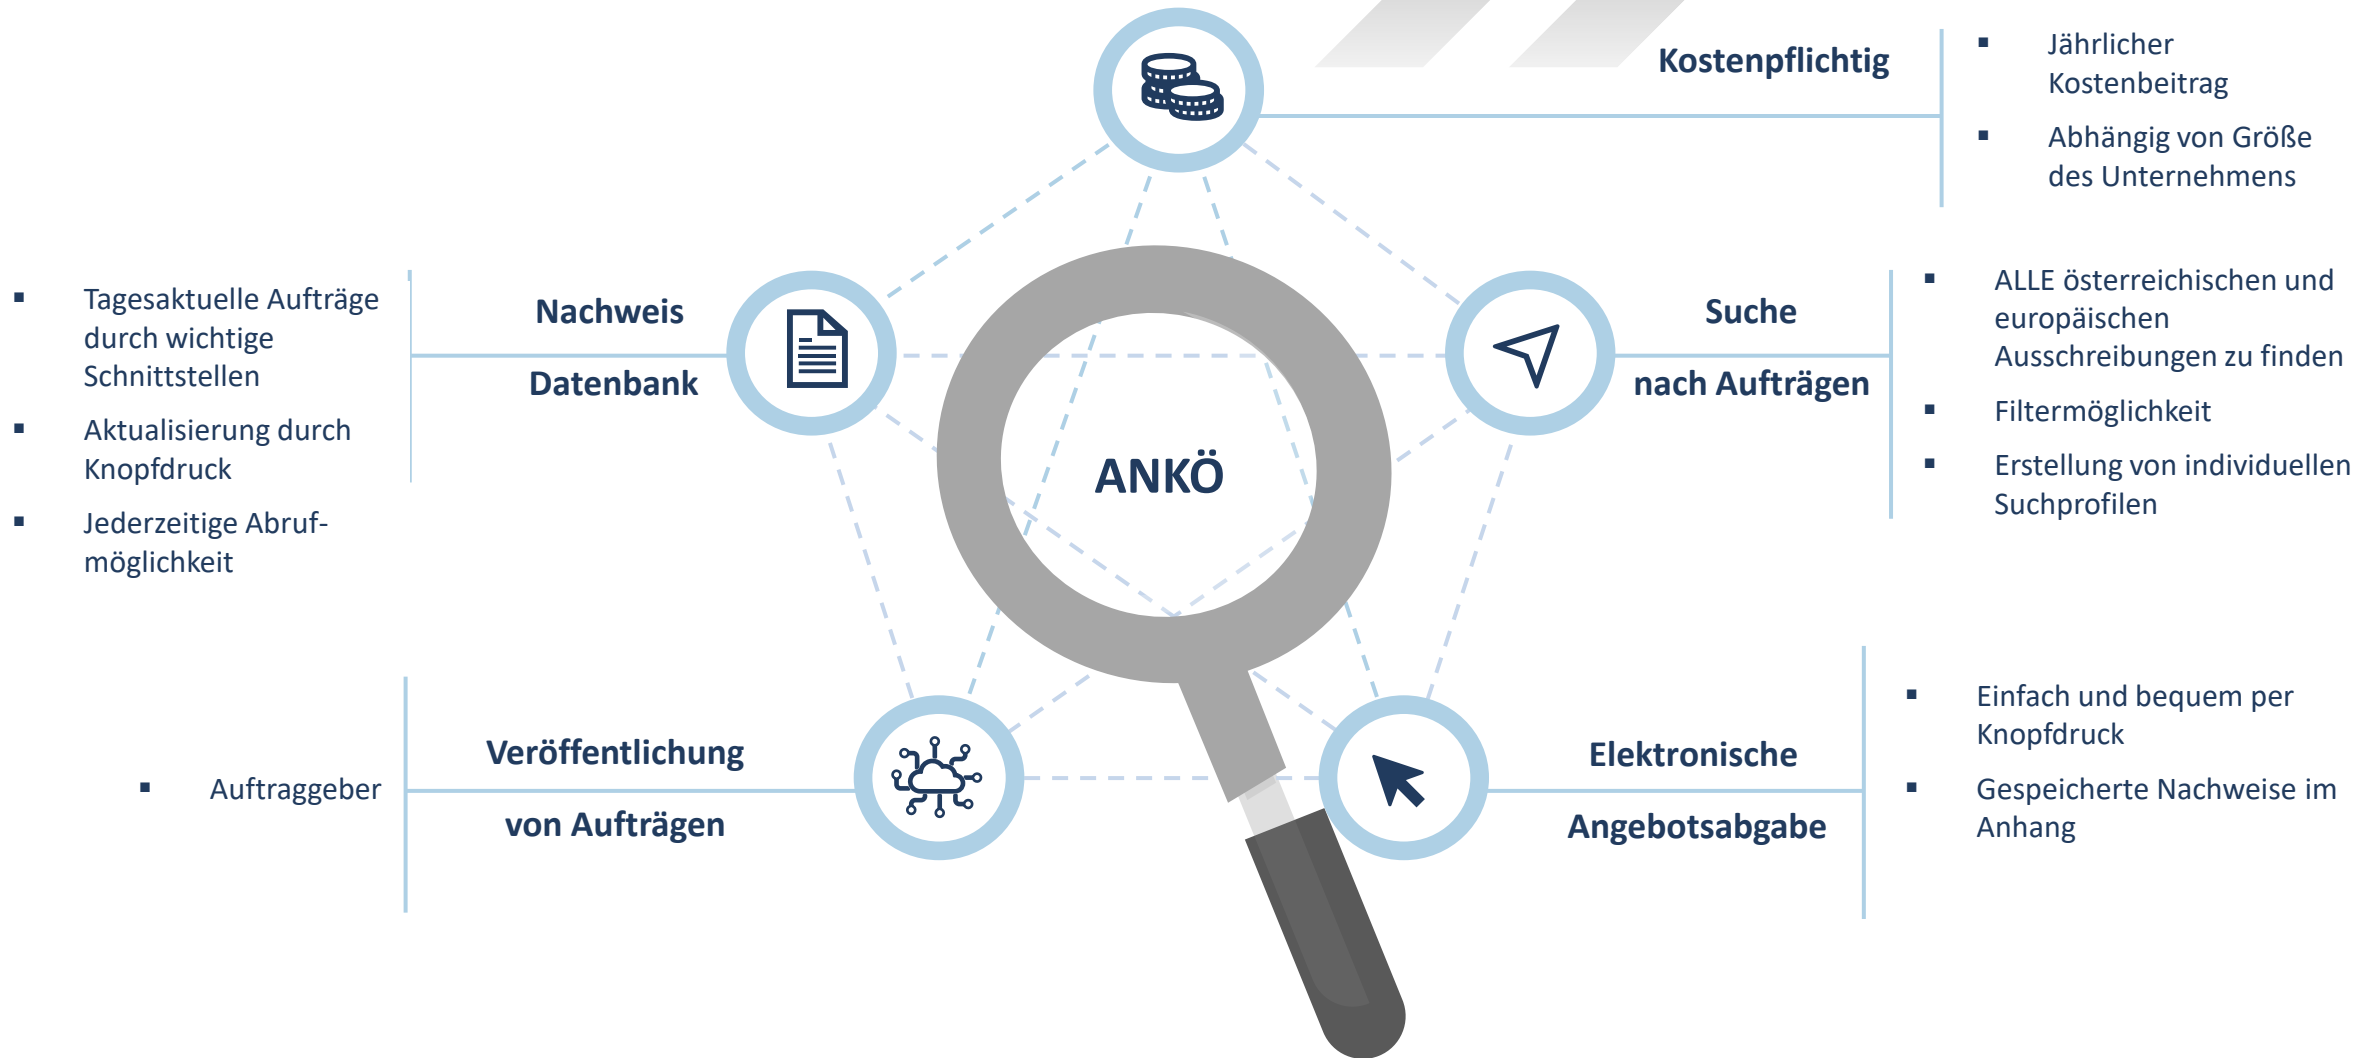 Kostenpflichtig
▪ Jährlicher
Kostenbeitrag
▪ Abhängig von Größe
des Unternehmens
▪ Tagesaktuelle Aufträge
durch wichtige
Schnittstellen
▪ Aktualisierung durch
Knopfdruck
▪ Jederzeitige Abruf-
möglichkeit
Nachweis
Datenbank
ANKÖ
Suche
nach Aufträgen
▪ ALLE österreichischen und
europäischen
Ausschreibungen zu finden
▪ Filtermöglichkeit
▪ Erstellung von individuellen
Suchprofilen
▪ Auftraggeber
Veröffentlichung
von Aufträgen
Elektronische
Angebotsabgabe
▪ Einfach und bequem per
Knopfdruck
▪ Gespeicherte Nachweise im
Anhang